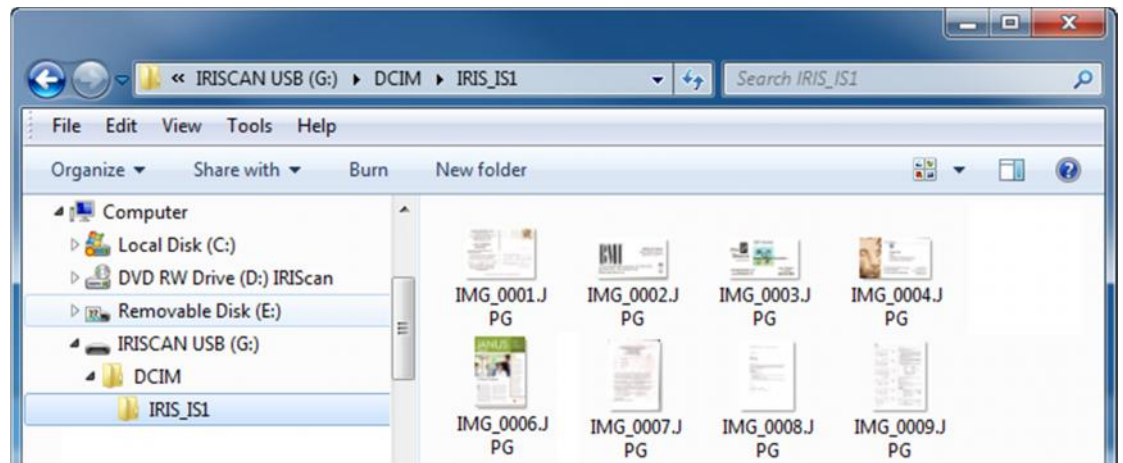 « IRISCAN USB (G:) ▸ DCIM ▸ IRIS_IS1
Search IRIS_IS1
File Edit View Tools Help
Organize Share with Burn New folder
Computer
Local Disk (C:)
DVD RW Drive (D:) IRIScan
Removable Disk (E:)
IRISCAN USB (G:)
DCIM
IRIS_IS1
BMI
IMG_0001.J
PG
IMG_0002.J
PG
IMG_0003.J
PG
IMG_0004.J
PG
JANUS
IMG_0006.J
PG
IMG_0007.J
PG
IMG_0008.J
PG
IMG_0009.J
PG